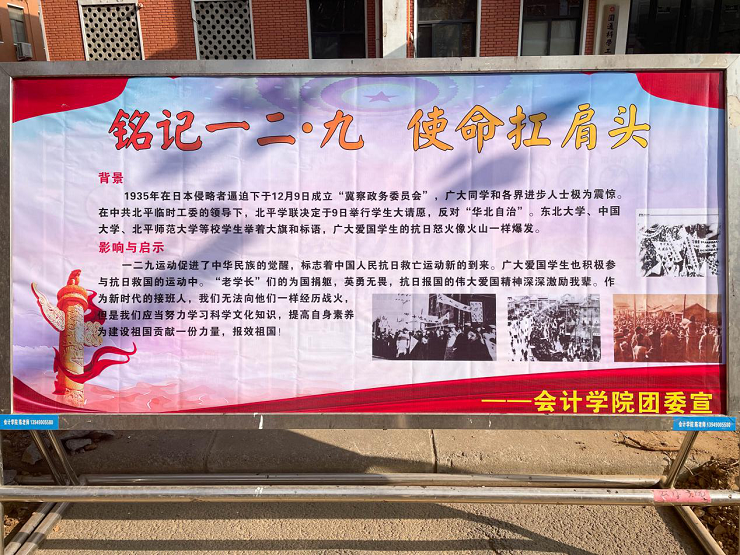 铭记一二·九 使命扛肩头
背景
1935年在日本侵略者逼迫下于12月9日成立“冀察政务委员会”，广大同学和各界进步人士极为震惊。
在中共北平临时工委的领导下，北平学联决定于9日举行学生大请愿，反对“华北自治”。东北大学、中国
大学、北平师范大学等校学生举着大旗和标语，广大爱国学生的抗日怒火像火山一样爆发。
影响与启示
一二九运动促进了中华民族的觉醒，标志着中国人民抗日救亡运动新的到来。广大爱国学生也积极参
与抗日救国的运动中。“老学长”们的为国捐躯，英勇无畏，抗日报国的伟大爱国精神深深激励我辈。作
为新时代的接班人，我们无法向他们一样经历战火，
但是我们应当努力学习科学文化知识，提高自身素养
为建设祖国贡献一份力量，报效祖国！
——会计学院团委宣